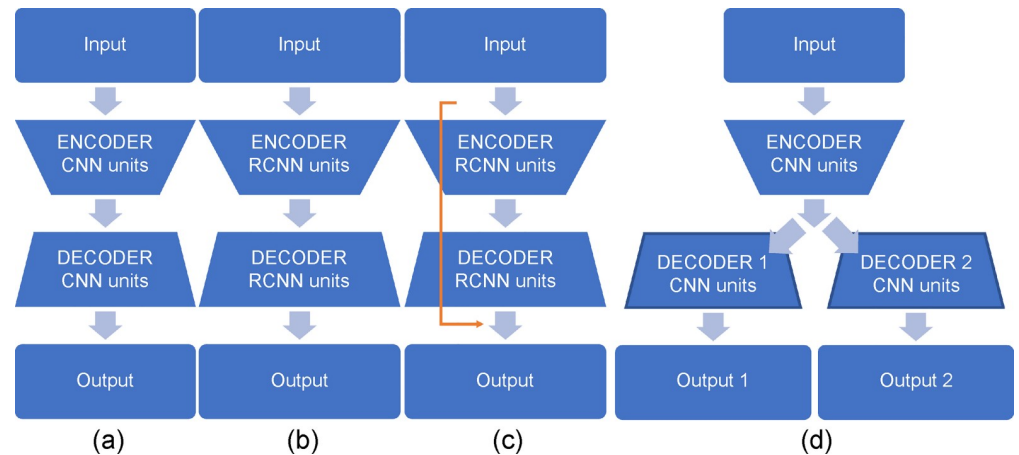 Input
Input
Input
Input
ENCODER
CNN units
ENCODER
RCNN units
ENCODER
RCNN units
ENCODER
CNN units
DECODER
CNN units
DECODER
RCNN units
DECODER
RCNN units
DECODER 1
CNN units
DECODER 2
CNN units
Output
Output
Output
Output 1
Output 2
(a)
(b)
(c)
(d)